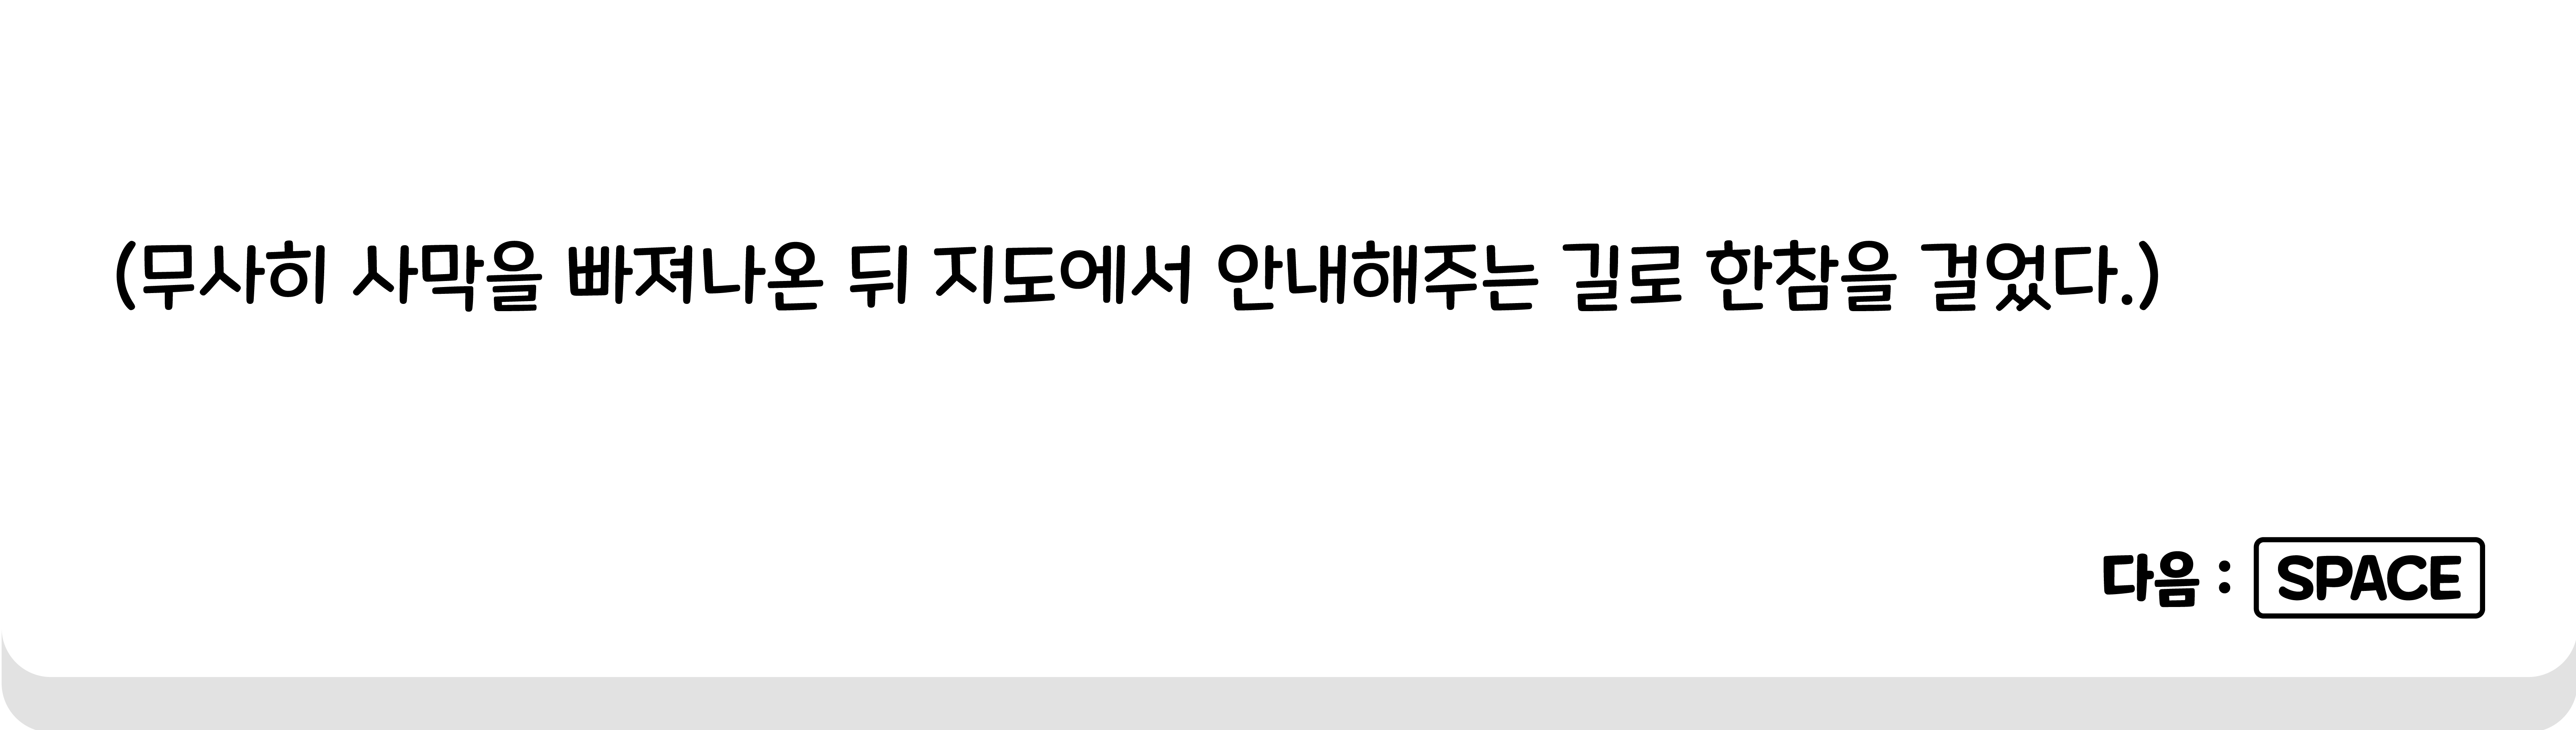 (무사히 사막을 빠져나온 뒤 지도에서 안내해주는 길로 한참을 걸었다.)
다음 : SPACE